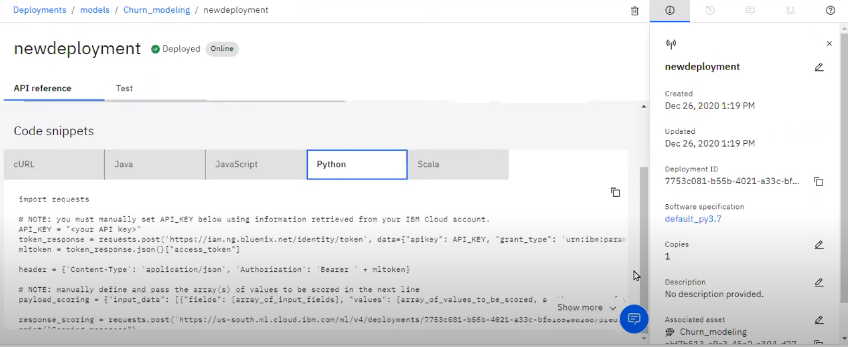 Deployments / models / Churn_modeling / newdeployment
newdeployment Deployed Online
API reference Test
Code snippets
cURL Java JavaScript Python Scala
import requests
# NOTE: you must manually set API_KEY below using information retrieved from your IBM Cloud account.
API_KEY = "<your API key>"
token_response = requests.post('https://iam.ng.bluemix.net/identity/token', data={"apikey": API_KEY, "grant_type": 'urn:ibm:para
mltoken = token_response.json()["access_token"]
header = {'Content-Type': 'application/json', 'Authorization': 'Bearer ' + mltoken}
# NOTE: manually define and pass the array(s) of values to be scored in the next line
payload_scoring = {"input_data": [{"fields": [array_of_input_fields], "values": [array_of_values_to_be_scored, a
Show more
response_scoring = requests.post('https://us-south.ml.cloud.ibm.com/ml/v4/deployments/7753c081-b55b-4021-a33c-
newdeployment
Created
Dec 26, 2020 1:19 PM
Updated
Dec 26, 2020 1:19 PM
Deployment ID
7753c081-b55b-4021-a33c-bf...
Software specification
default_py3.7
Copies
1
Description
No description provided.
Associated asset
Churn_modeling